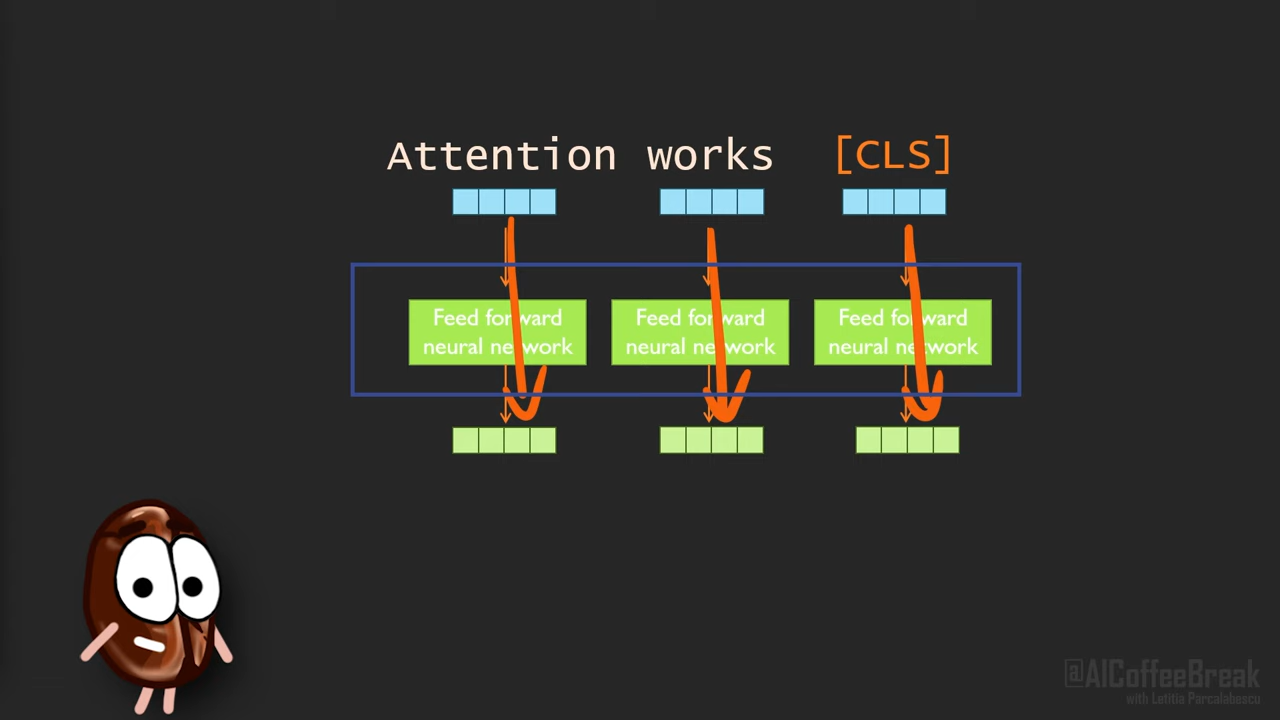 Attention works [CLS]
Feed forward neural network
Feed forward neural network
Feed forward neural network
@AICoffeeBreak
with Letitia Parcalabescu